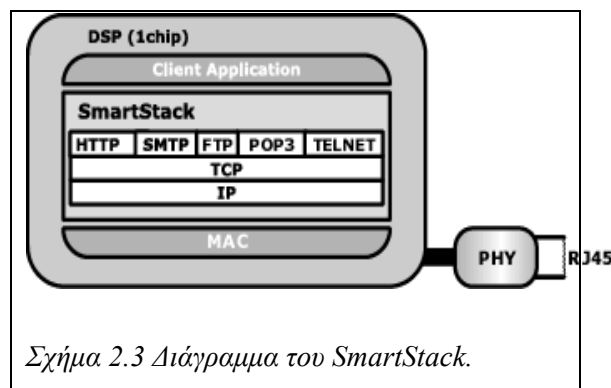 DSP (1chip)
Client Application
SmartStack
HTTP SMTP FTP POP3 TELNET
TCP
IP
MAC
PHY RJ45
Σχήμα 2.3 Διάγραμμα του SmartStack.